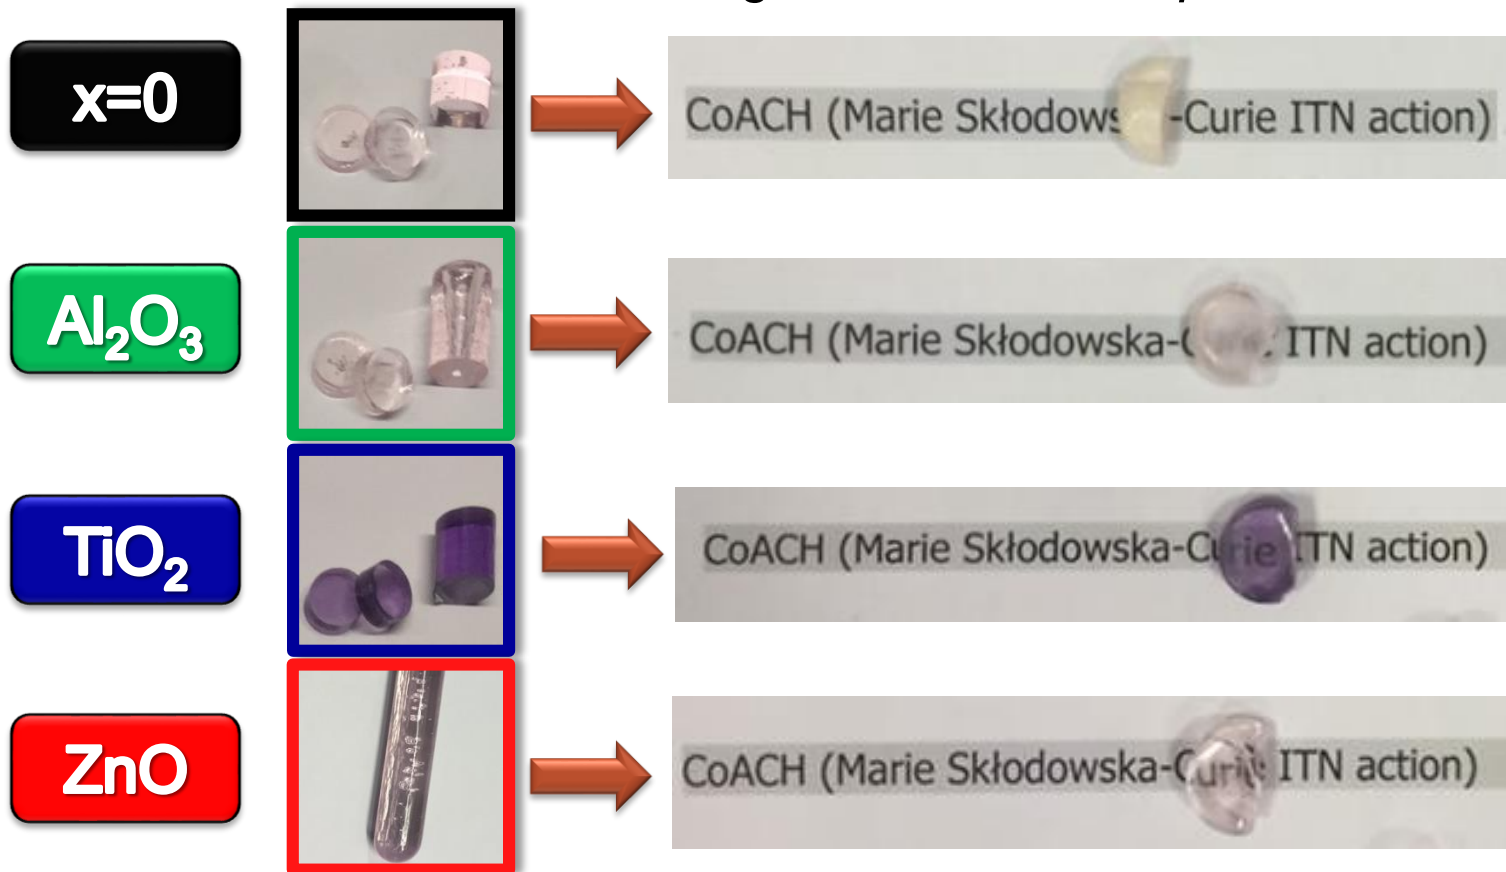 x=0
CoACH (Marie Skłodows -Curie ITN action)
Al₂O₃
CoACH (Marie Skłodowska- ITN action)
TiO₂
CoACH (Marie Skłodowska-Curie ITN action)
ZnO
CoACH (Marie Skłodowska-Curie ITN action)